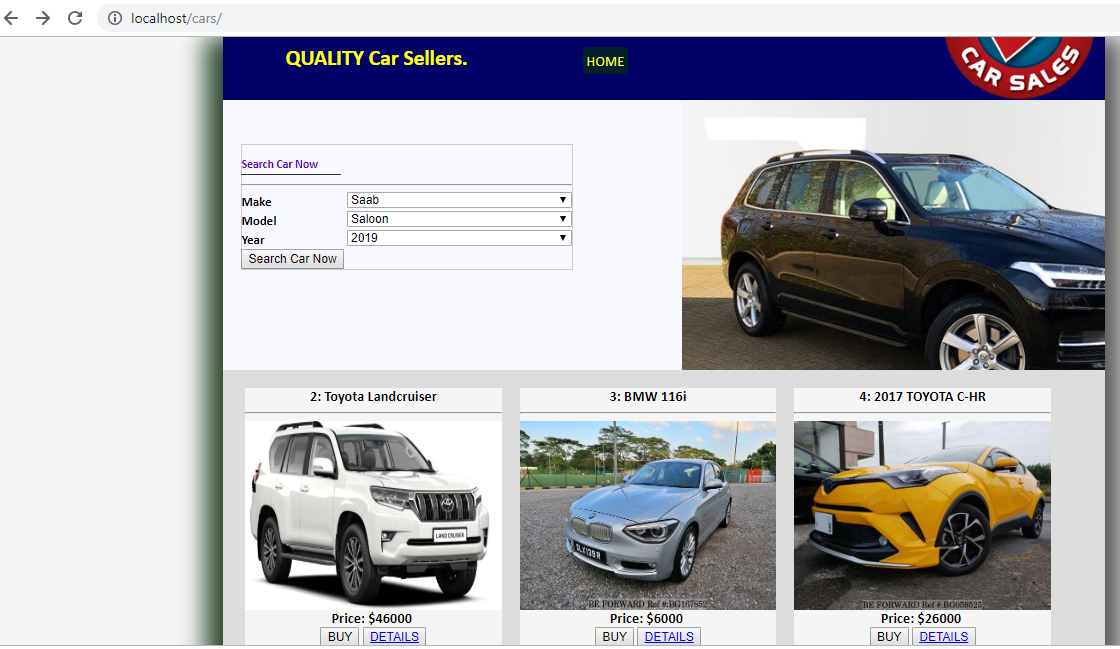 localhost/cars/
QUALITY Car Sellers.
HOME
CAR SALES
Search Car Now
Make Saab
Model Saloon
Year 2019
Search Car Now
2: Toyota Landcruiser
3: BMW 116i
4: 2017 TOYOTA C-HR
LAND CRUISER
SLX139R
BE FORWARD Ref #:BG167852
BE FORWARD Ref #:BG059525
Price: $46000
Price: $6000
Price: $26000
BUY DETAILS
BUY DETAILS
BUY DETAILS